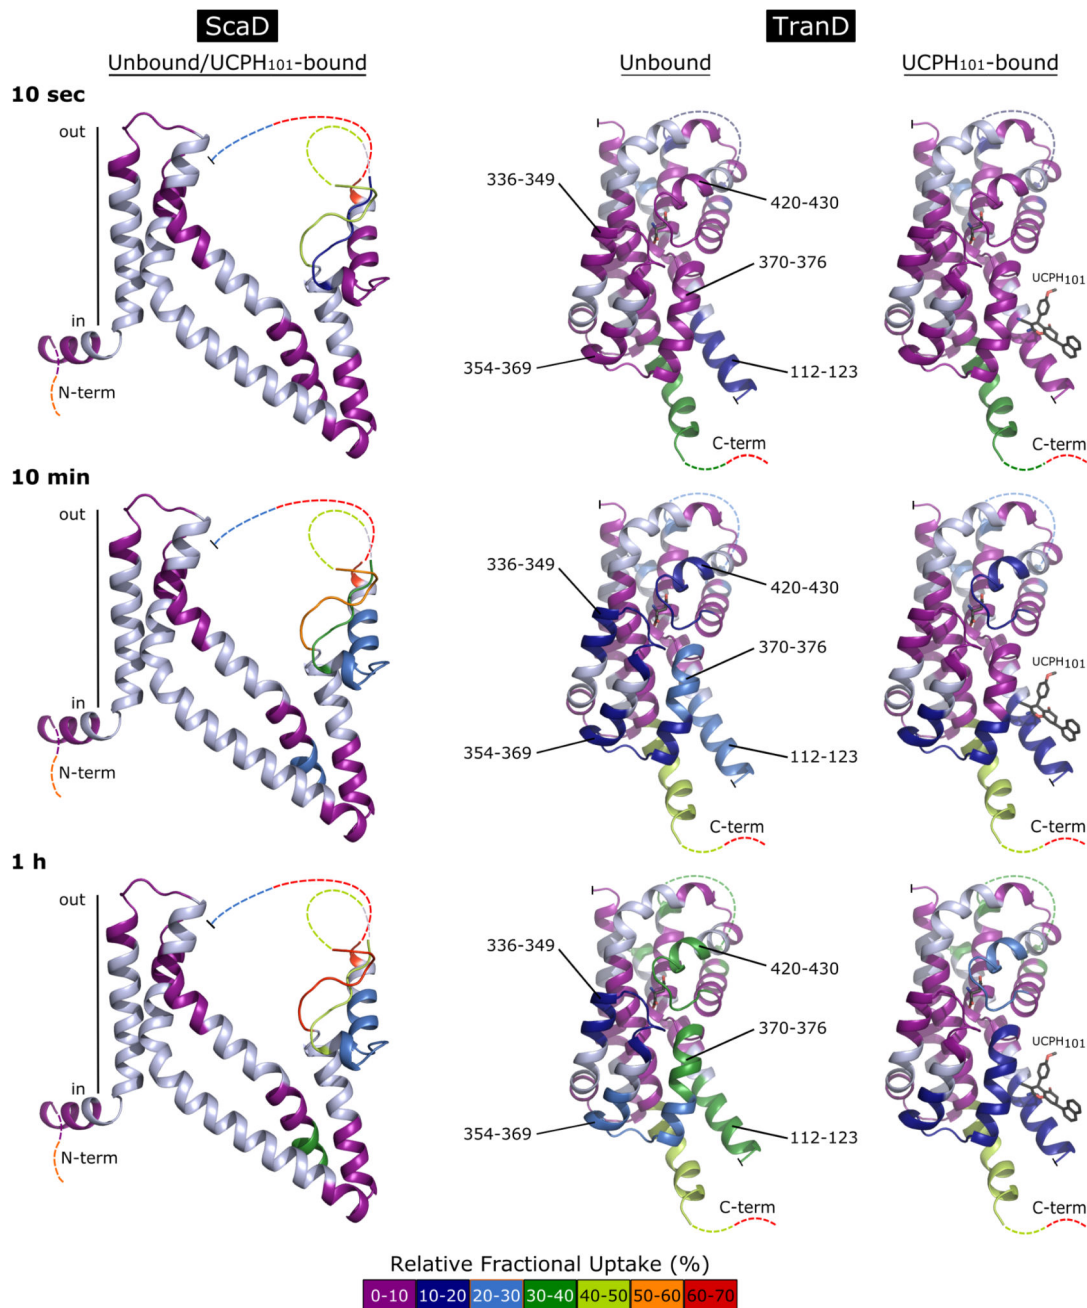 ScaD
TranD
Unbound/UCPH101-bound
Unbound
UCPH101-bound
10 sec
out
336-349
420-430
370-376
UCPH101
in
N-term
354-369
112-123
C-term
C-term
10 min
out
336-349
420-430
370-376
UCPH101
in
N-term
354-369
112-123
C-term
C-term
1 h
out
336-349
420-430
370-376
UCPH101
in
N-term
354-369
112-123
C-term
C-term
Relative Fractional Uptake (%)
0-10 10-20 20-30 30-40 40-50 50-60 60-70